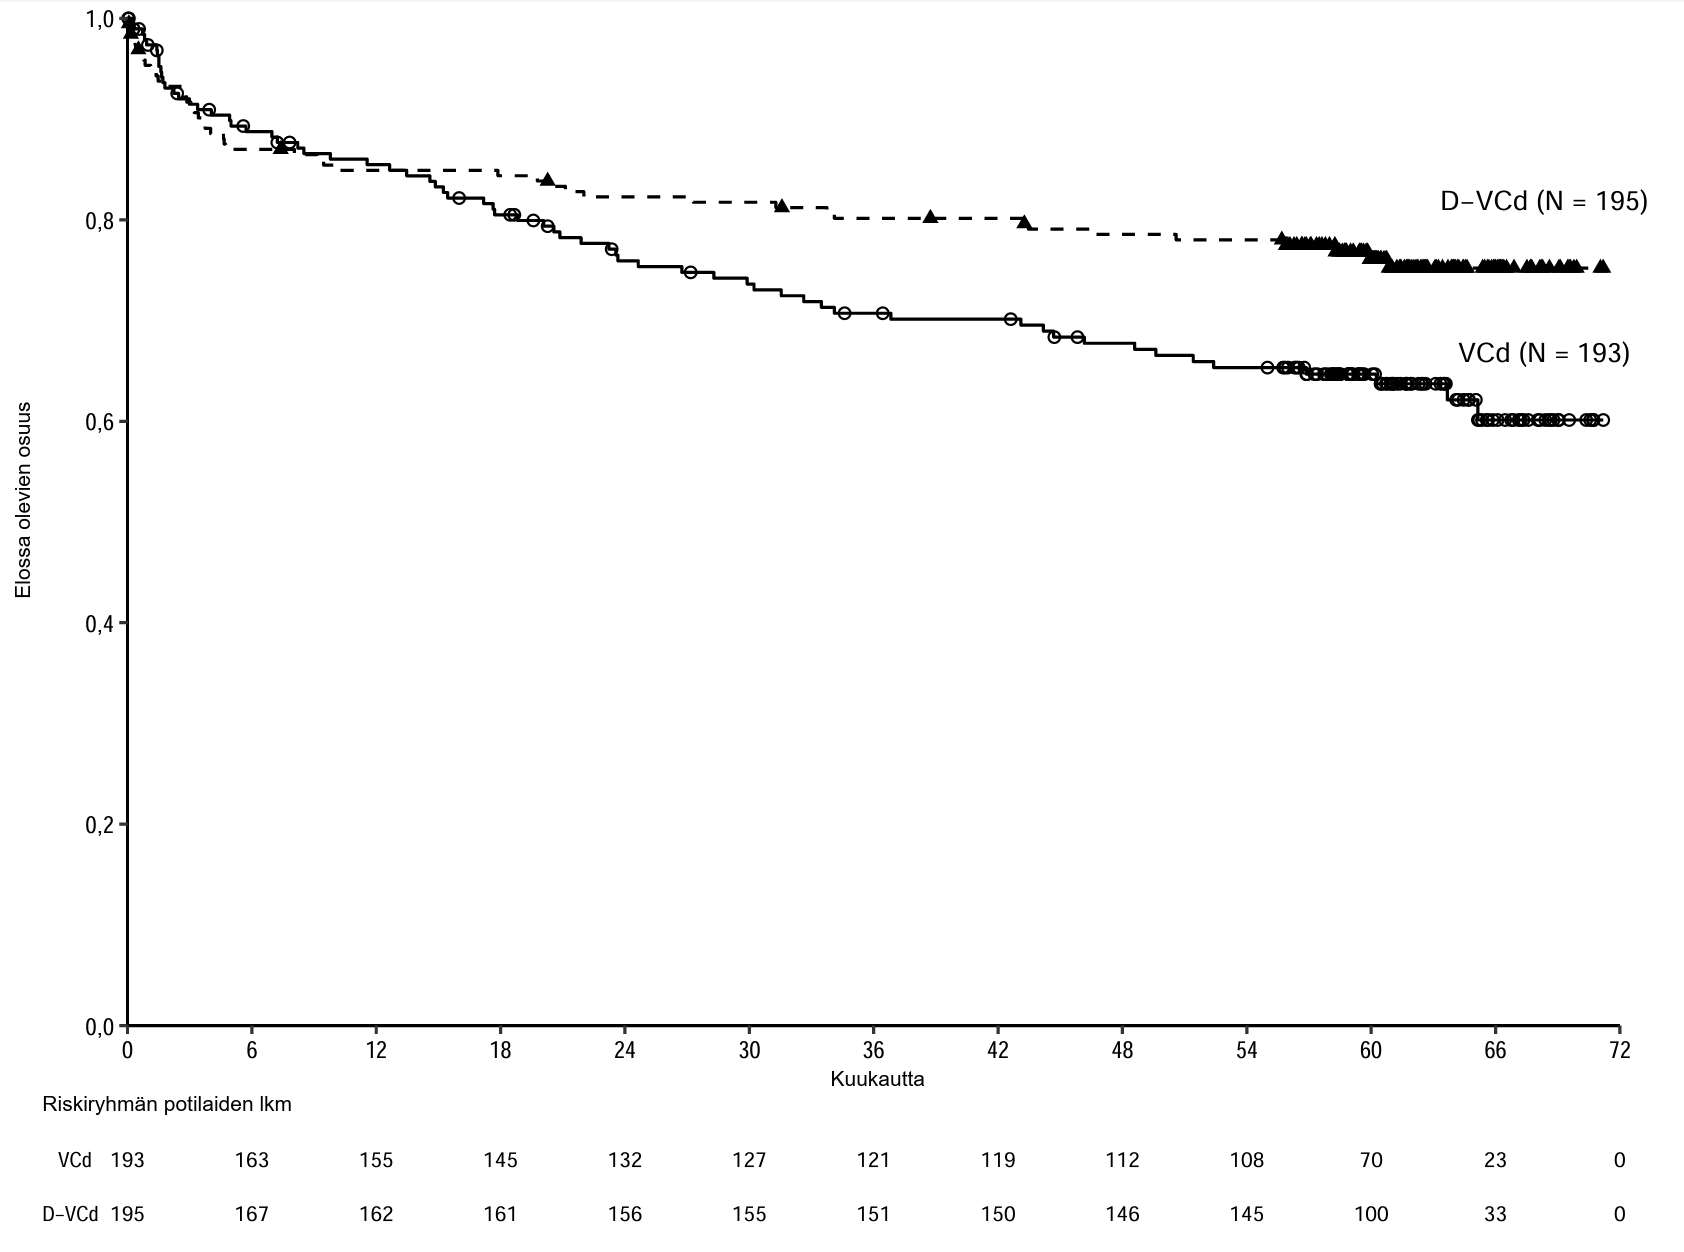 1,0
0,8
0,6
0,4
0,2
0,0
Elossa olevien osuus
D–VCd (N = 195)
VCd (N = 193)
0 6 12 18 24 30 36 42 48 54 60 66 72
Kuukautta
Riskiryhmän potilaiden lkm
VCd 193 163 155 145 132 127 121 119 112 108 70 23 0
D–VCd 195 167 162 161 156 155 151 150 146 145 100 33 0